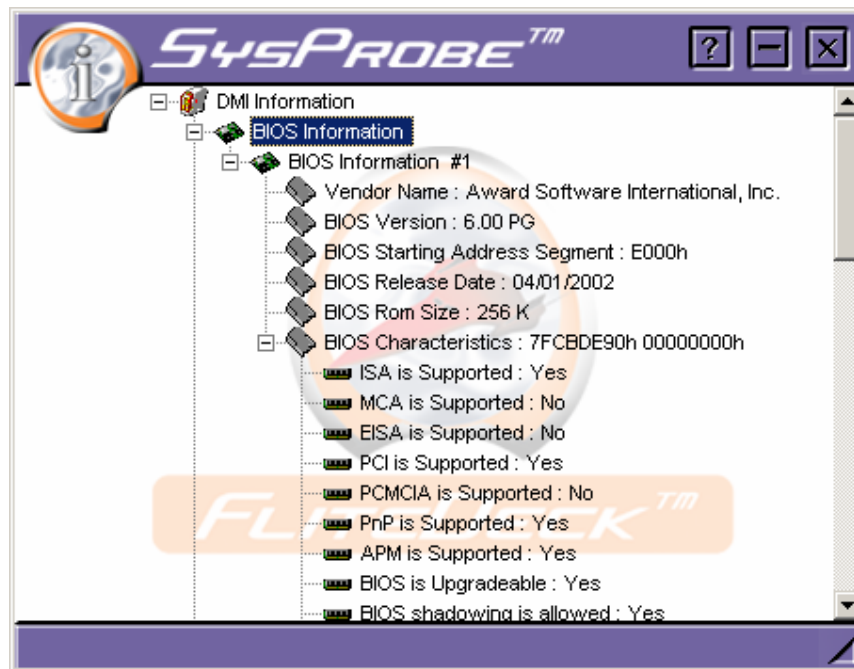 SYSPROBE™
DMI Information
BIOS Information
BIOS Information #1
Vendor Name : Award Software International, Inc.
BIOS Version : 6.00 PG
BIOS Starting Address Segment : E000h
BIOS Release Date : 04/01/2002
BIOS Rom Size : 256 K
BIOS Characteristics : 7FCBDE90h 00000000h
ISA is Supported : Yes
MCA is Supported : No
EISA is Supported : No
PCI is Supported : Yes
PCMCIA is Supported : No
FLITEDECK™
PnP is Supported : Yes
APM is Supported : Yes
BIOS is Upgradeable : Yes
BIOS shadowing is allowed : Yes